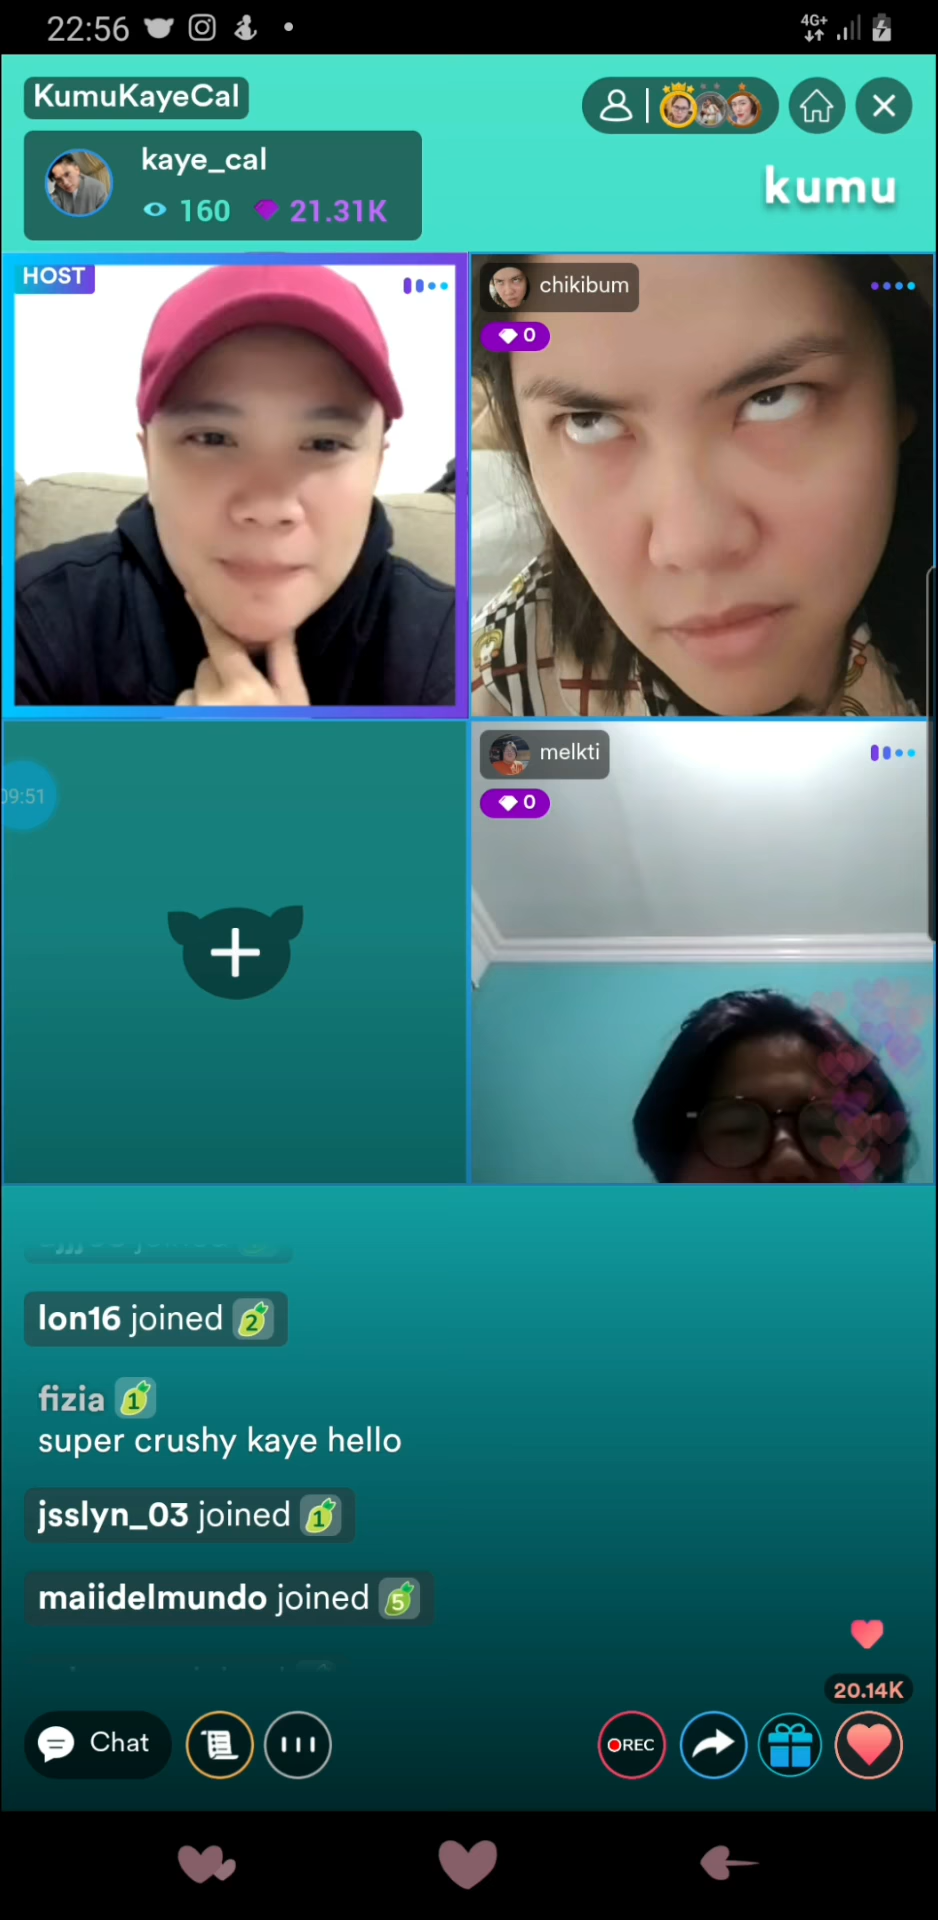 22:56
4G+
KumuKayeCal
kaye_cal
160 21.31K
kumu
HOST
chikibum
0
09:51
melkti
0
lon16 joined 2
fizia 1
super crushy kaye hello
jsslyn_03 joined 1
maiidelmundo joined 5
20.14K
Chat
REC